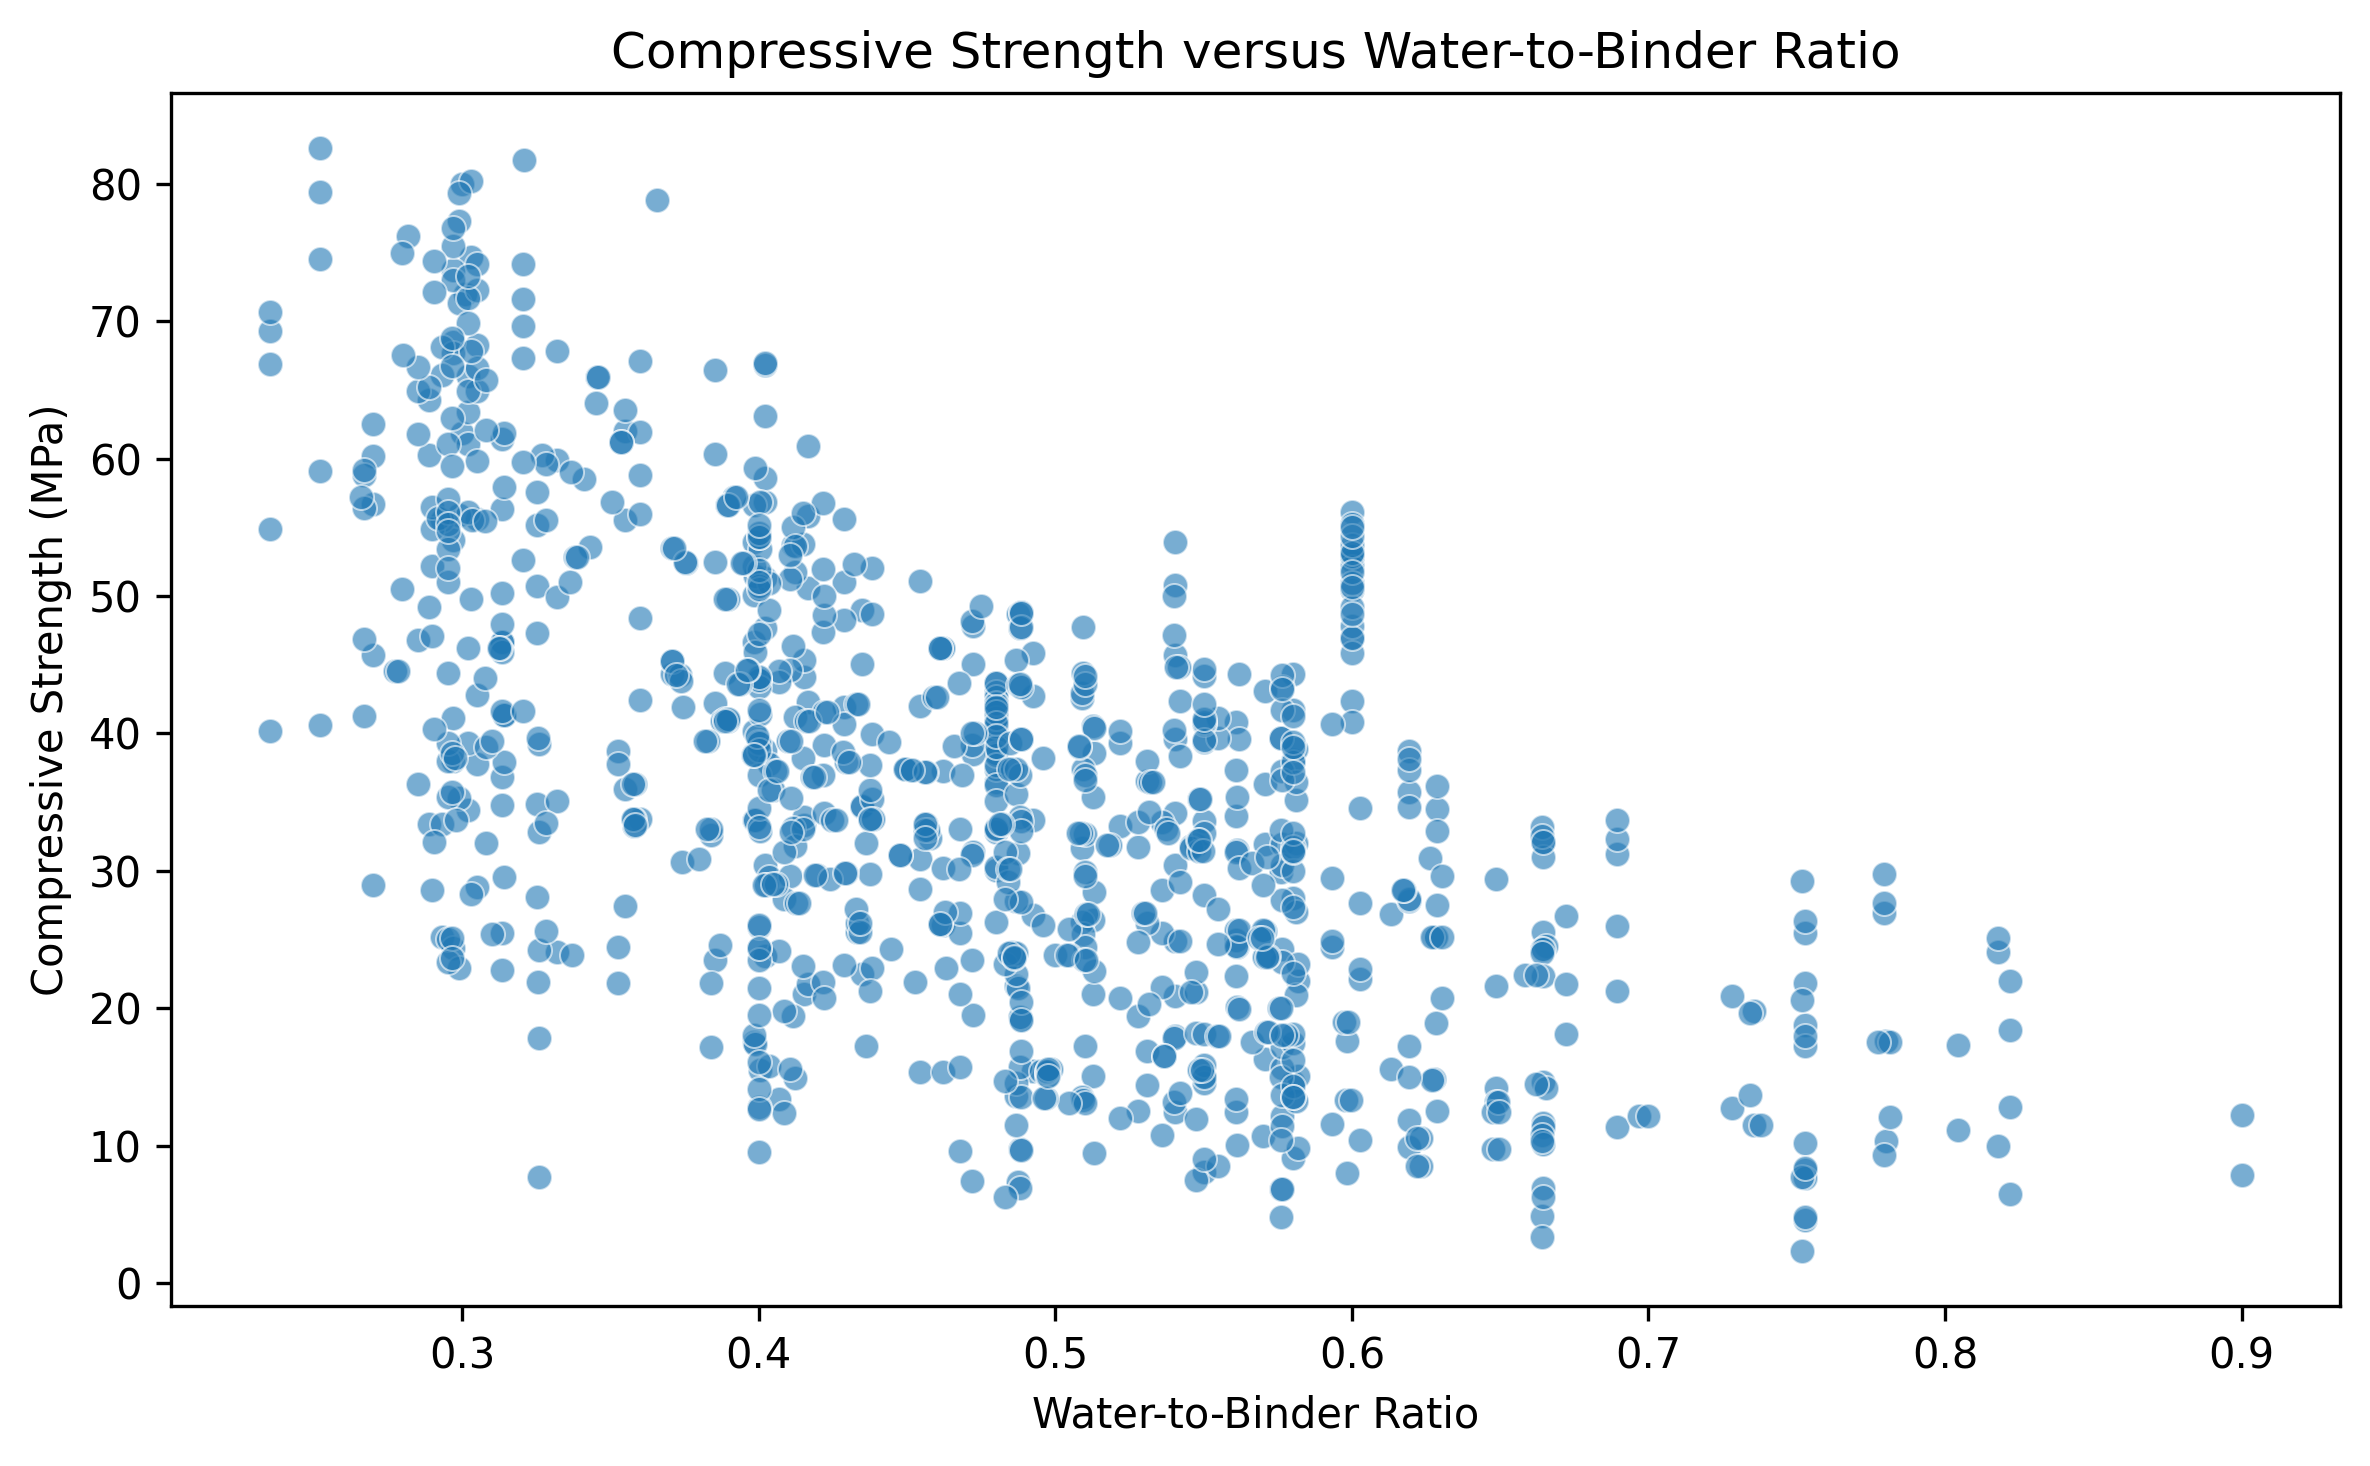 Compressive Strength versus Water-to-Binder Ratio
Compressive Strength (MPa)
80
70
60
50
40
30
20
10
0
0.3 0.4 0.5 0.6 0.7 0.8 0.9
Water-to-Binder Ratio